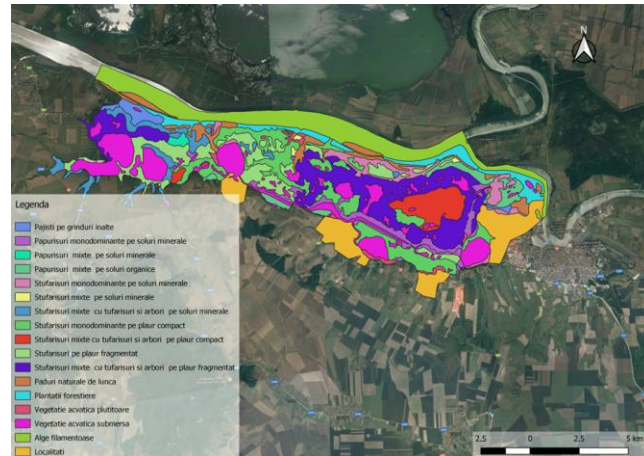 N
Legenda
Pajisti pe grinduri inalte
Papurisuri monodominante pe soluri minerale
Papurisuri mixte pe soluri minerale
Papurisuri mixte pe soluri organice
Stufarisuri monodominante pe soluri minerale
Stufarisuri mixte pe soluri minerale
Stufarisuri mixte cu tufarisuri si arbori pe soluri minerale
Stufarisuri monodominante pe plaur compact
Stufarisuri mixte cu tufarisuri si arbori pe plaur compact
Stufarisuri pe plaur fragmentat
Stufarisuri mixte cu tufarisuri si arbori pe plaur fragmentat
Paduri naturale de lunca
Plantatii forestiere
Vegetatie acvatica plutitoare
Vegetatie acvatica submersa
Alge filamentoase
Localitati
2.5 0 2.5 5 km